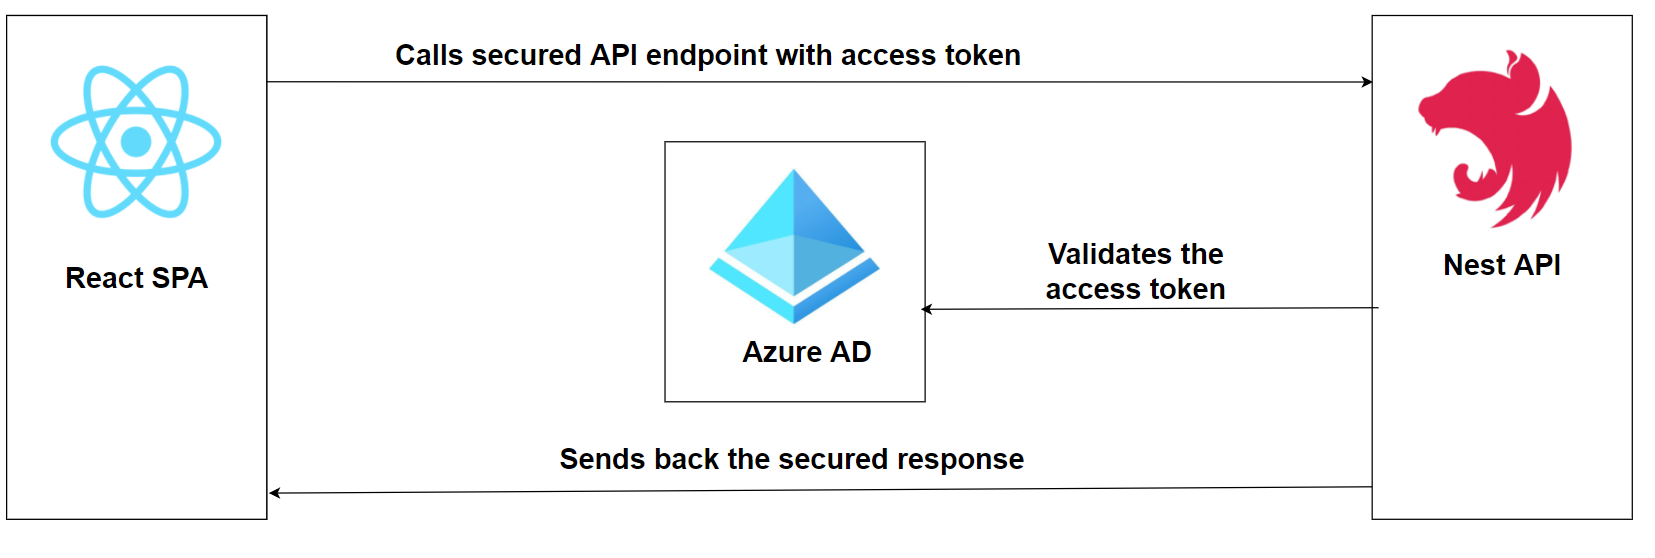 Calls secured API endpoint with access token
React SPA
Azure AD
Validates the
access token
Nest API
Sends back the secured response